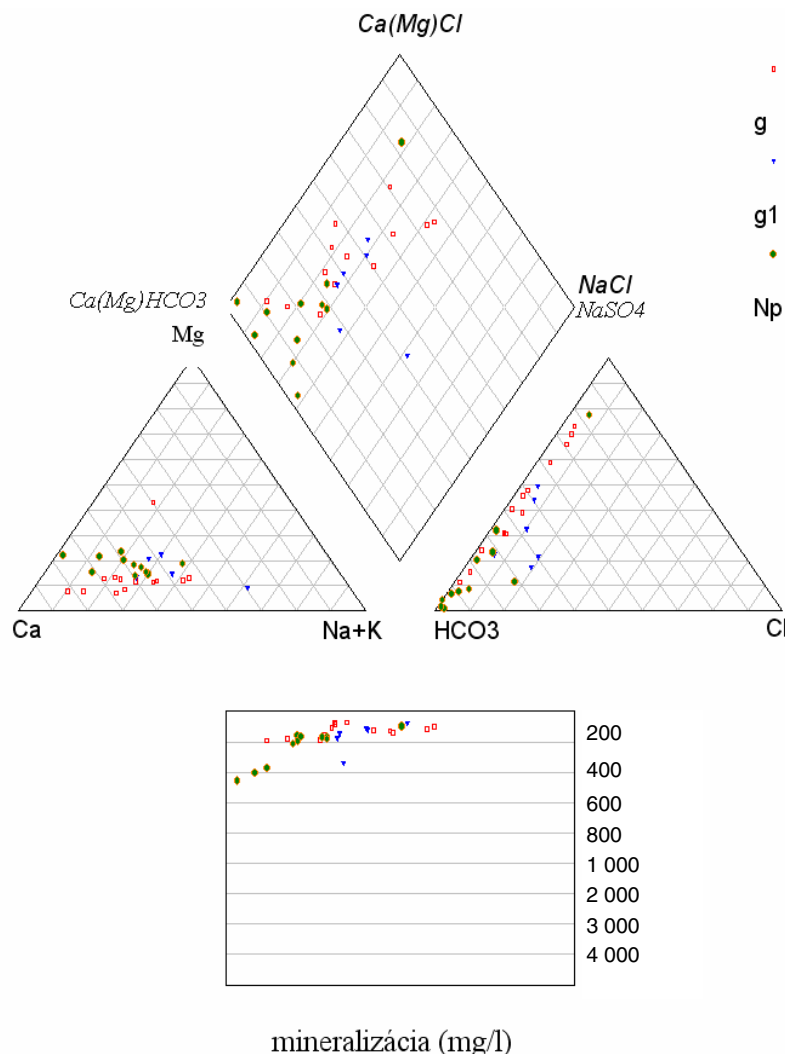 Ca(Mg)Cl
g
g1
Np
NaCl
NaSO4
Ca(Mg)HCO3
Mg
Ca
Na+K
HCO3
Cl
200
400
600
800
1 000
2 000
3 000
4 000
mineralizácia (mg/l)